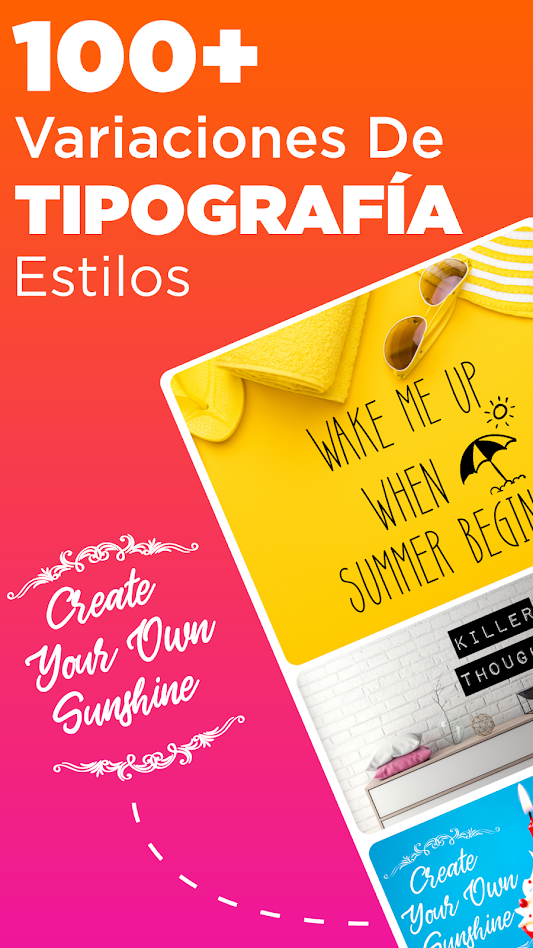 100+
Variaciones De
TIPOGRAFÍA
Estilos
WAKE ME UP
WHEN
SUMMER BEGIN
Create
Your Own
Sunshine
KILLER
Create
Your Own
Sunshine